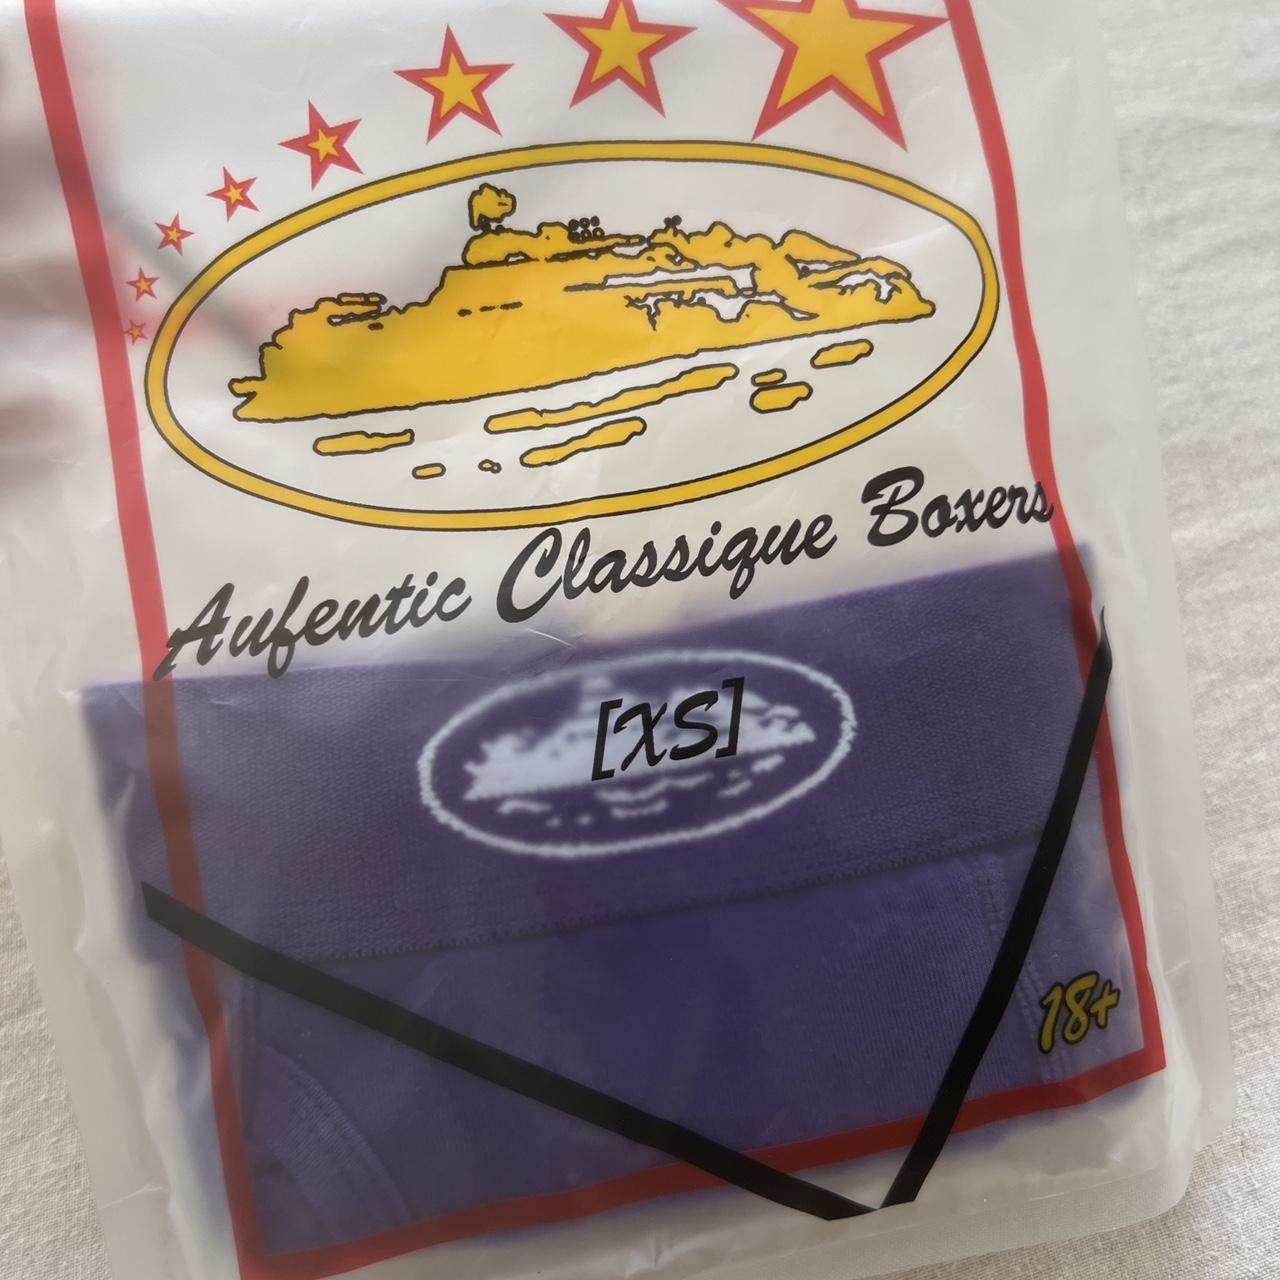 Aufentic Classique Boxers
[XS]
18+